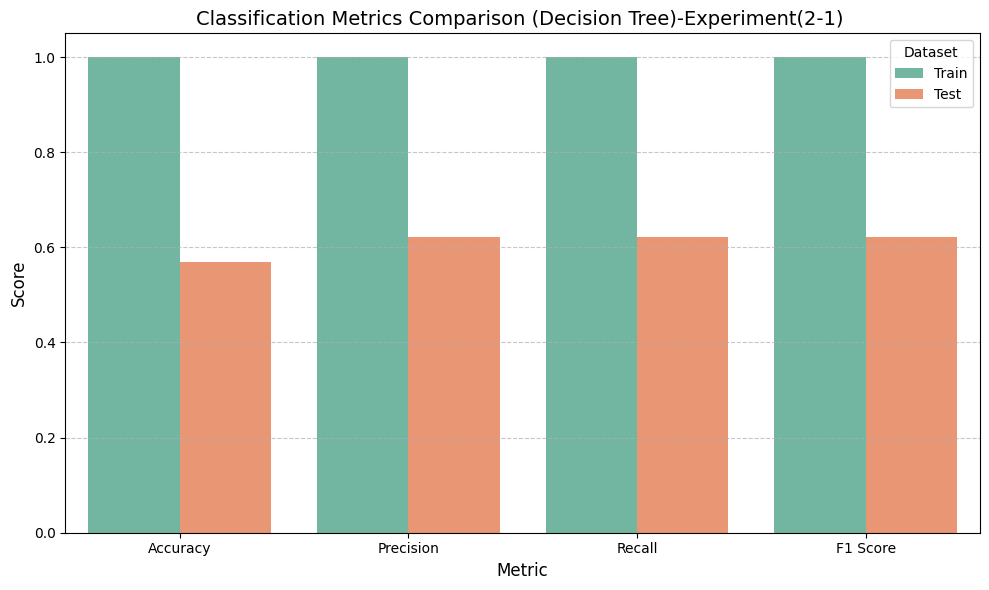 Classification Metrics Comparison (Decision Tree)-Experiment(2-1)
Dataset
Train
Test
Score
1.0
0.8
0.6
0.4
0.2
0.0
Accuracy
Precision
Recall
F1 Score
Metric